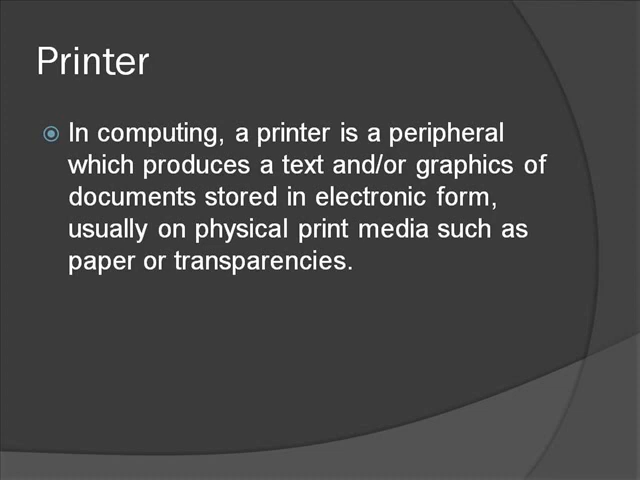 Printer
In computing, a printer is a peripheral
which produces a text and/or graphics of
documents stored in electronic form,
usually on physical print media such as
paper or transparencies.